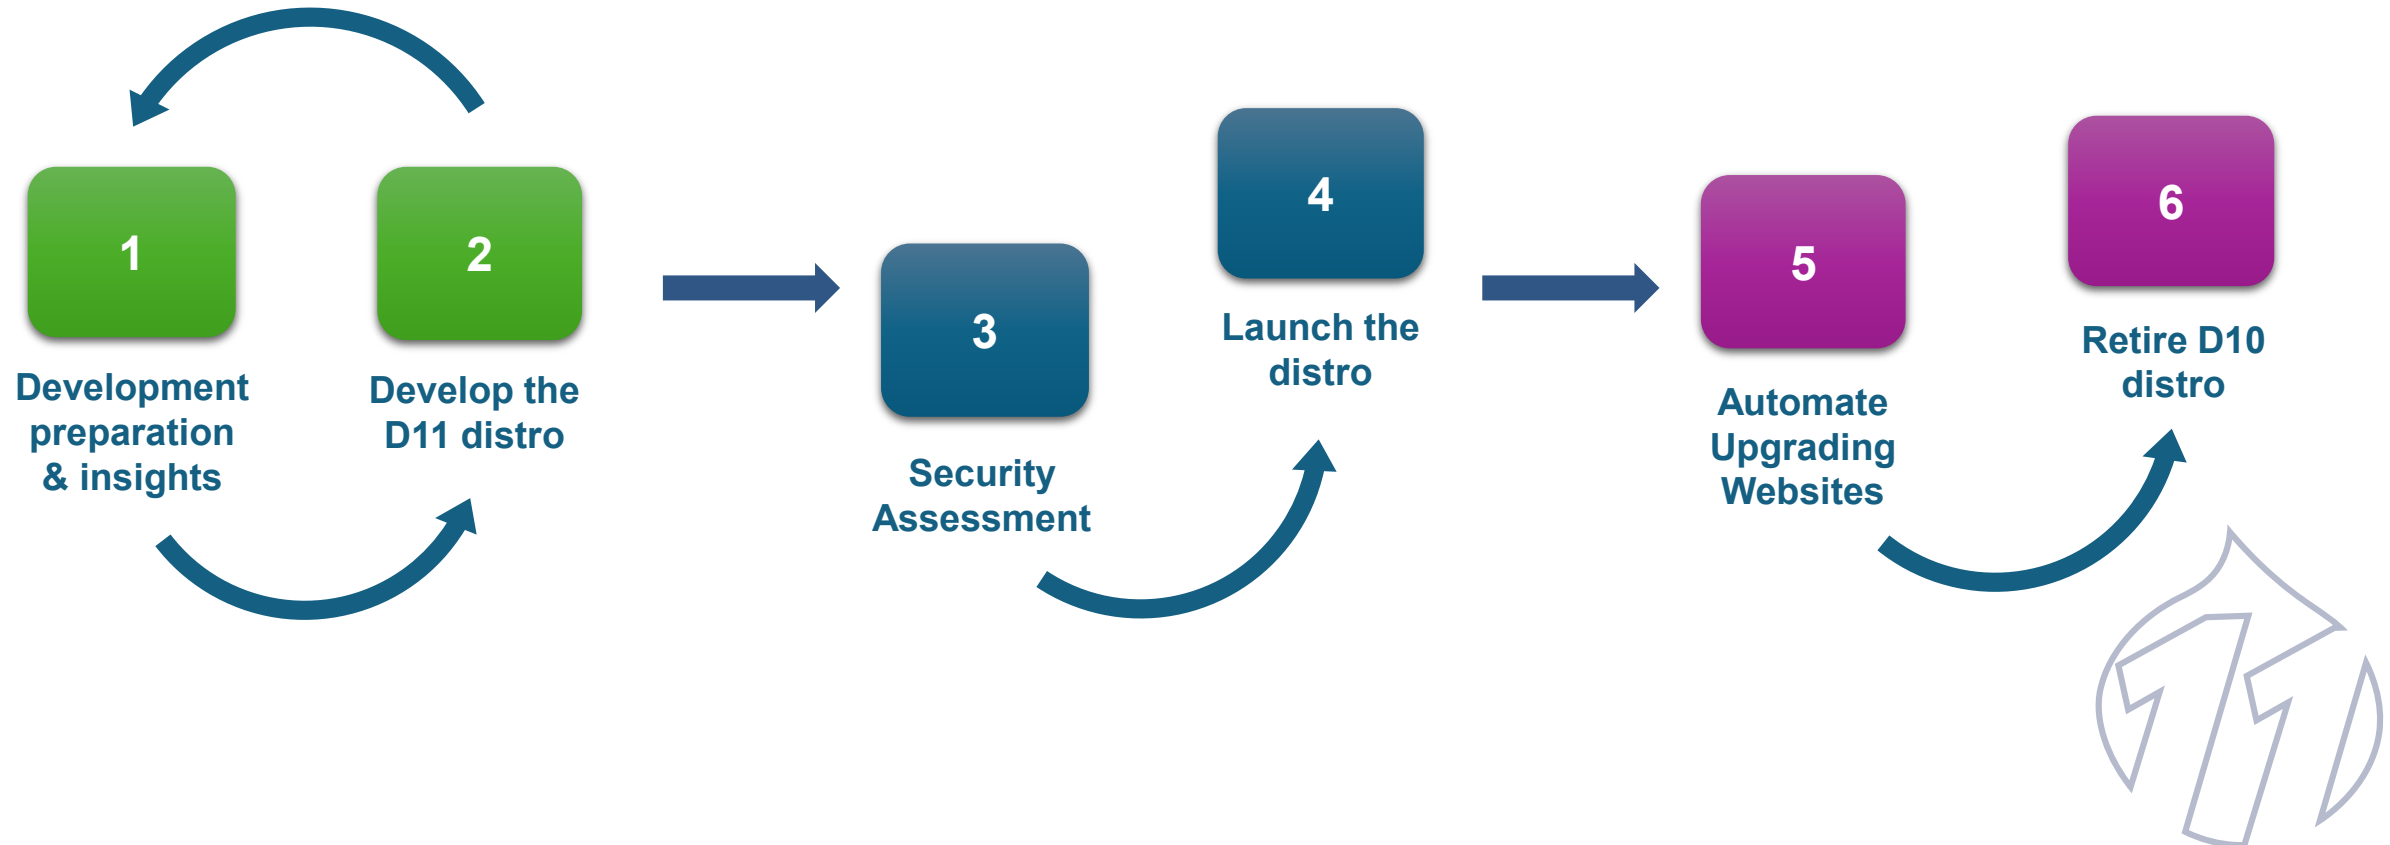 1
Development
preparation
& insights
2
Develop the
D11 distro
3
Security
Assessment
4
Launch the
distro
5
Automate
Upgrading
Websites
6
Retire D10
distro
11